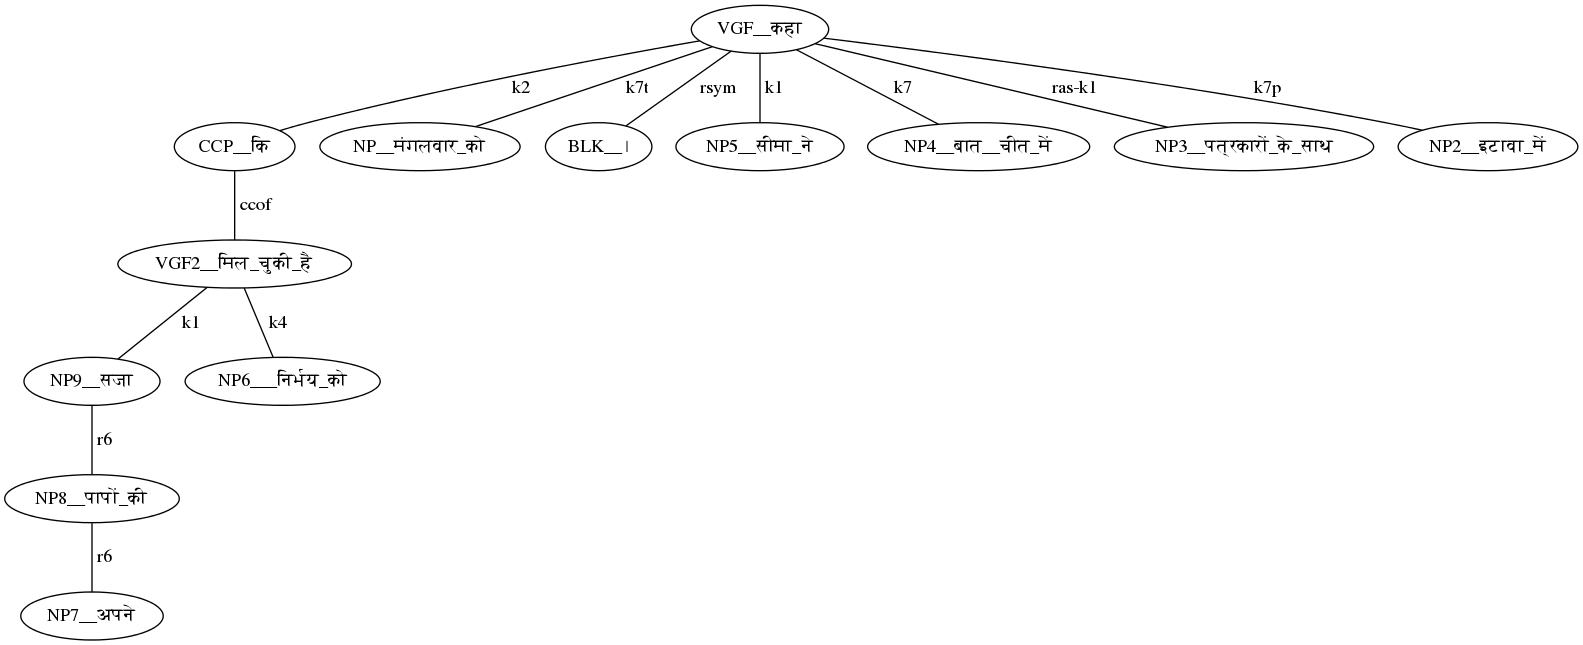 VGF__कहा
k2
k7t
rsym
k1
k7
ras-k1
k7p
CCP__कि
NP__मंगलवार_को
BLK__।
NP5__सीमा_ने
NP4__बात__चीत_में
NP3__पत्रकारों_के_साथ
NP2__इटावा_में
ccof
VGF2__मिल_चुकी_है
k1
k4
NP9__सजा
NP6___निर्भय_को
r6
NP8__पापों_की
r6
NP7__अपने